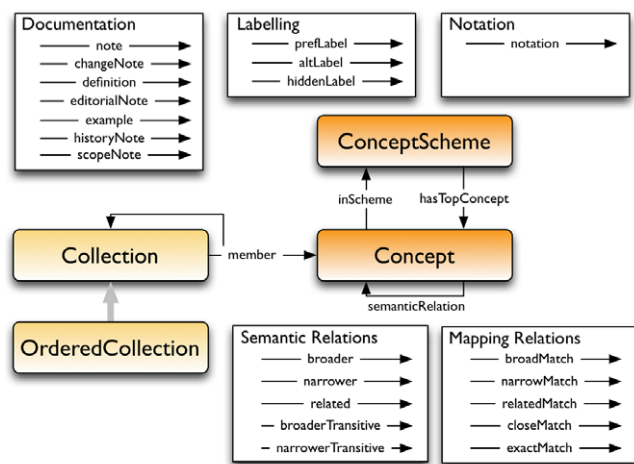 Documentation
note
changeNote
definition
editorialNote
example
historyNote
scopeNote
Labelling
prefLabel
altLabel
hiddenLabel
Notation
notation
ConceptScheme
inScheme
hasTopConcept
Collection
member
Concept
semanticRelation
OrderedCollection
Semantic Relations
broader
narrower
related
broaderTransitive
narrowerTransitive
Mapping Relations
broadMatch
narrowMatch
relatedMatch
closeMatch
exactMatch